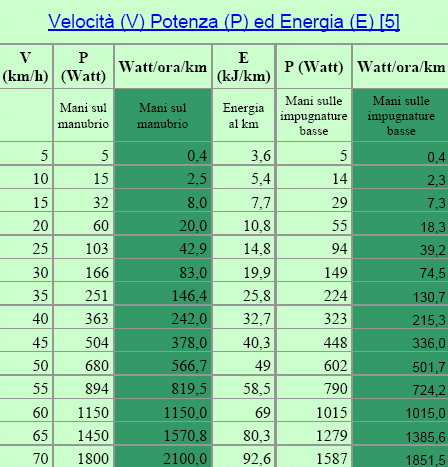 Velocità (V) Potenza (P) ed Energia (E) [5]
V (km/h) P (Watt) Watt/ora/km E (kJ/km) P (Watt) Watt/ora/km
Mani sul manubrio Mani sul manubrio Energia al km Mani sulle impugnature basse Mani sulle impugnature basse
5 5 0,4 3,6 5 0,4
10 15 2,5 5,4 14 2,3
15 32 8,0 7,7 29 7,3
20 60 20,0 10,8 55 18,3
25 103 42,9 14,8 94 39,2
30 166 83,0 19,9 149 74,5
35 251 146,4 25,8 224 130,7
40 363 242,0 32,7 323 215,3
45 504 378,0 40,3 448 336,0
50 680 566,7 49 602 501,7
55 894 819,5 58,5 790 724,2
60 1150 1150,0 69 1015 1015,0
65 1450 1570,8 80,3 1279 1385,6
70 1800 2100,0 92,6 1587 1851,5